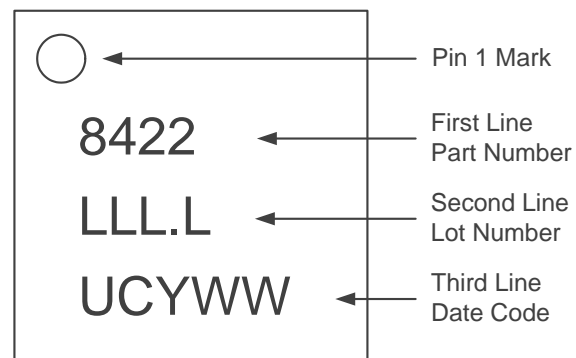 Pin 1 Mark
8422
First Line
Part Number
LLL.L
Second Line
Lot Number
UCYWW
Third Line
Date Code